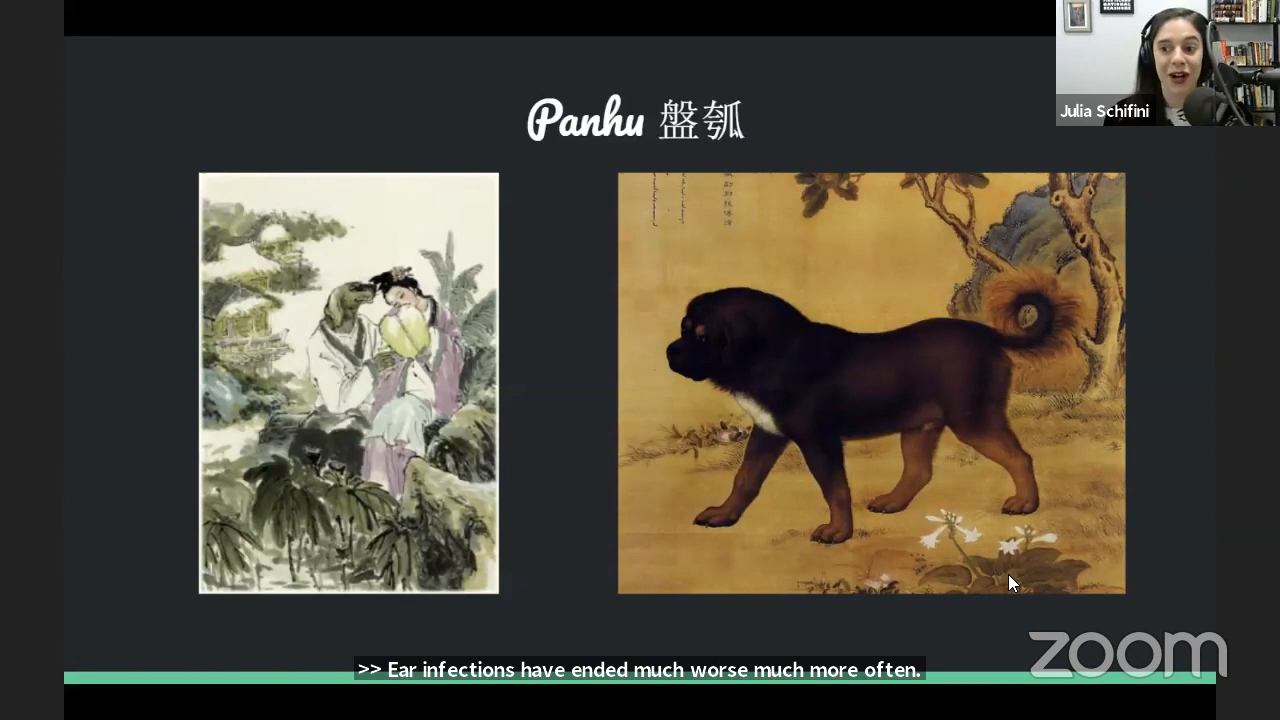 Panhu 盤瓠
Julia Schifini
>> Ear infections have ended much worse much more often.
zoom